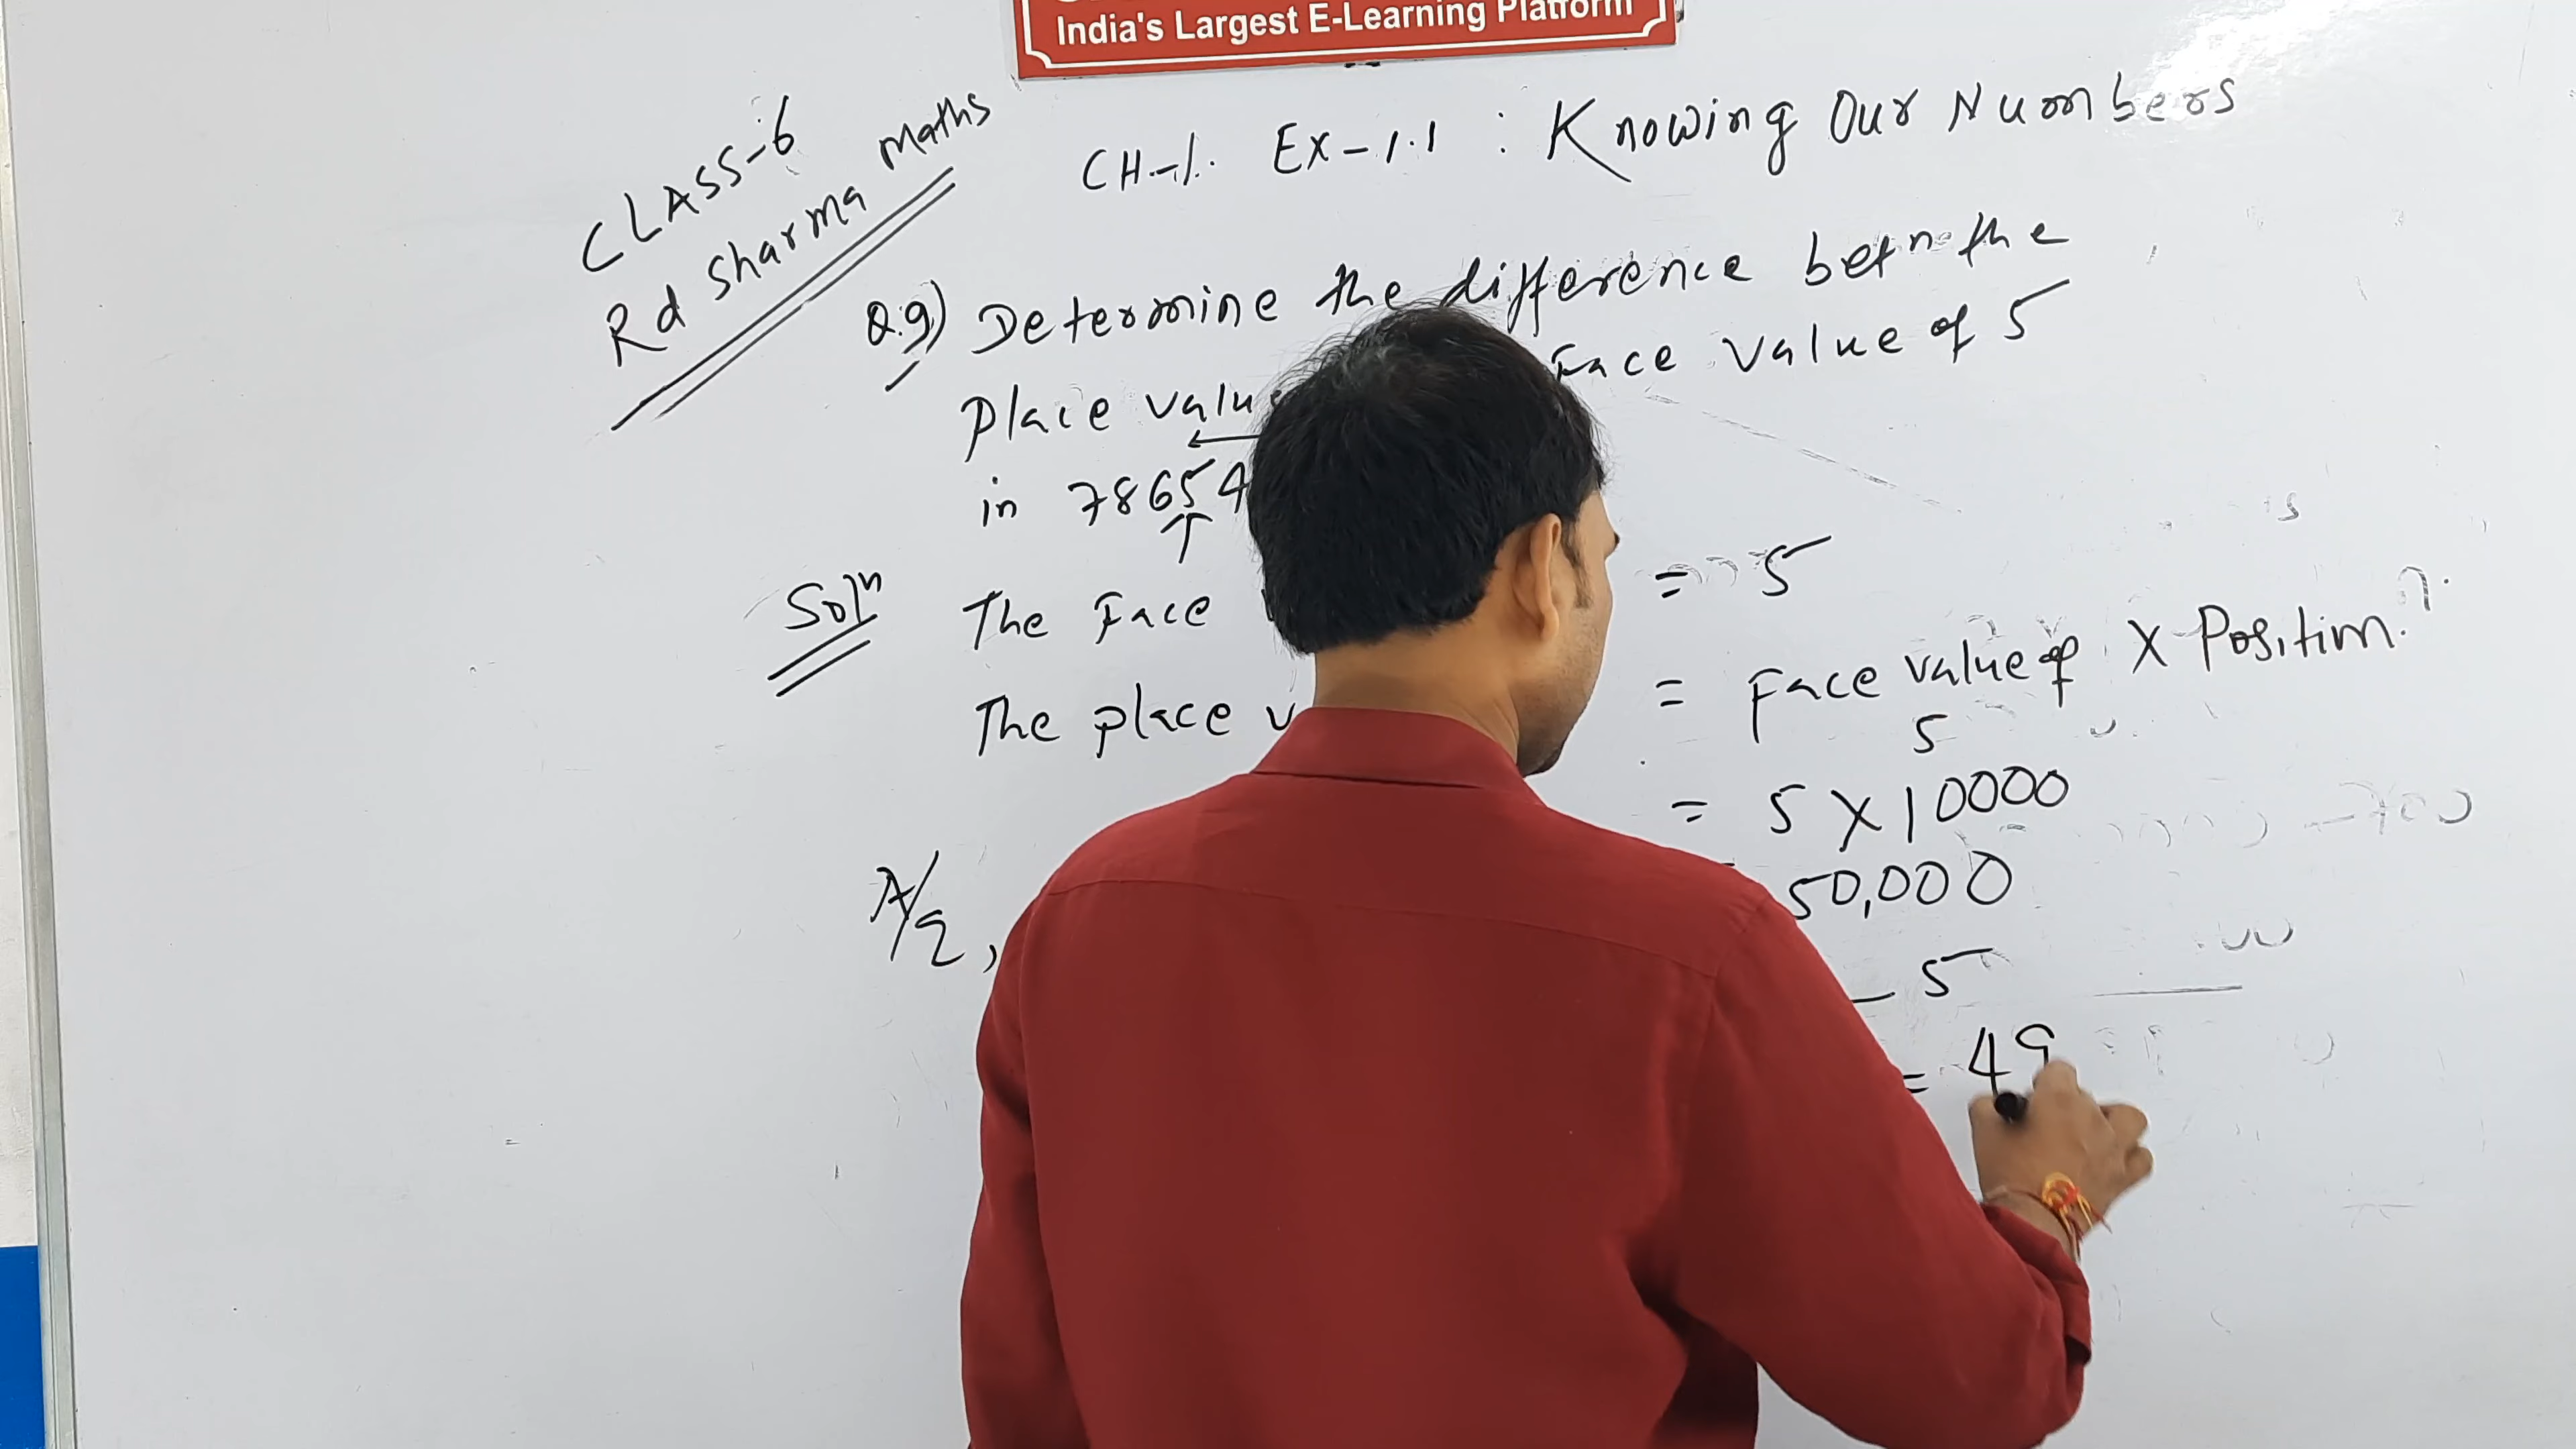 India's Largest E-Learning Platform
CLASS-6
Rd Sharma Maths
CH-1. Ex-1.1 : Knowing Our Numbers
Q.9) Determine the difference betn the
Place value Face value of 5
in 78654
Soln The Face = 5
The place = Face value of 5 X Position.
= 5 X 10000
= 50,000
A/q,
- 5
= 49